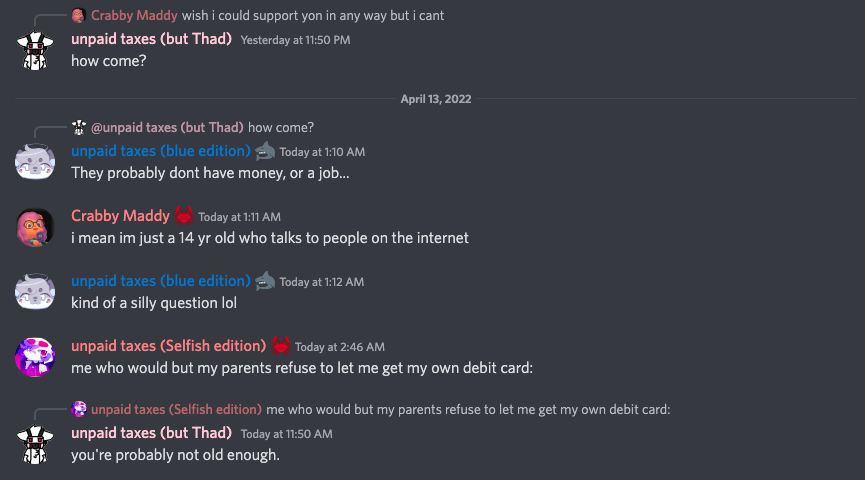 Crabby Maddy wish i could support yon in any way but i cant
unpaid taxes (but Thad) Yesterday at 11:50 PM
how come?
April 13, 2022
@unpaid taxes (but Thad) how come?
unpaid taxes (blue edition) Today at 1:10 AM
They probably dont have money, or a job...
Crabby Maddy Today at 1:11 AM
i mean im just a 14 yr old who talks to people on the internet
unpaid taxes (blue edition) Today at 1:12 AM
kind of a silly question lol
unpaid taxes (Selfish edition) Today at 2:46 AM
me who would but my parents refuse to let me get my own debit card:
unpaid taxes (Selfish edition) me who would but my parents refuse to let me get my own debit card:
unpaid taxes (but Thad) Today at 11:50 AM
you're probably not old enough.